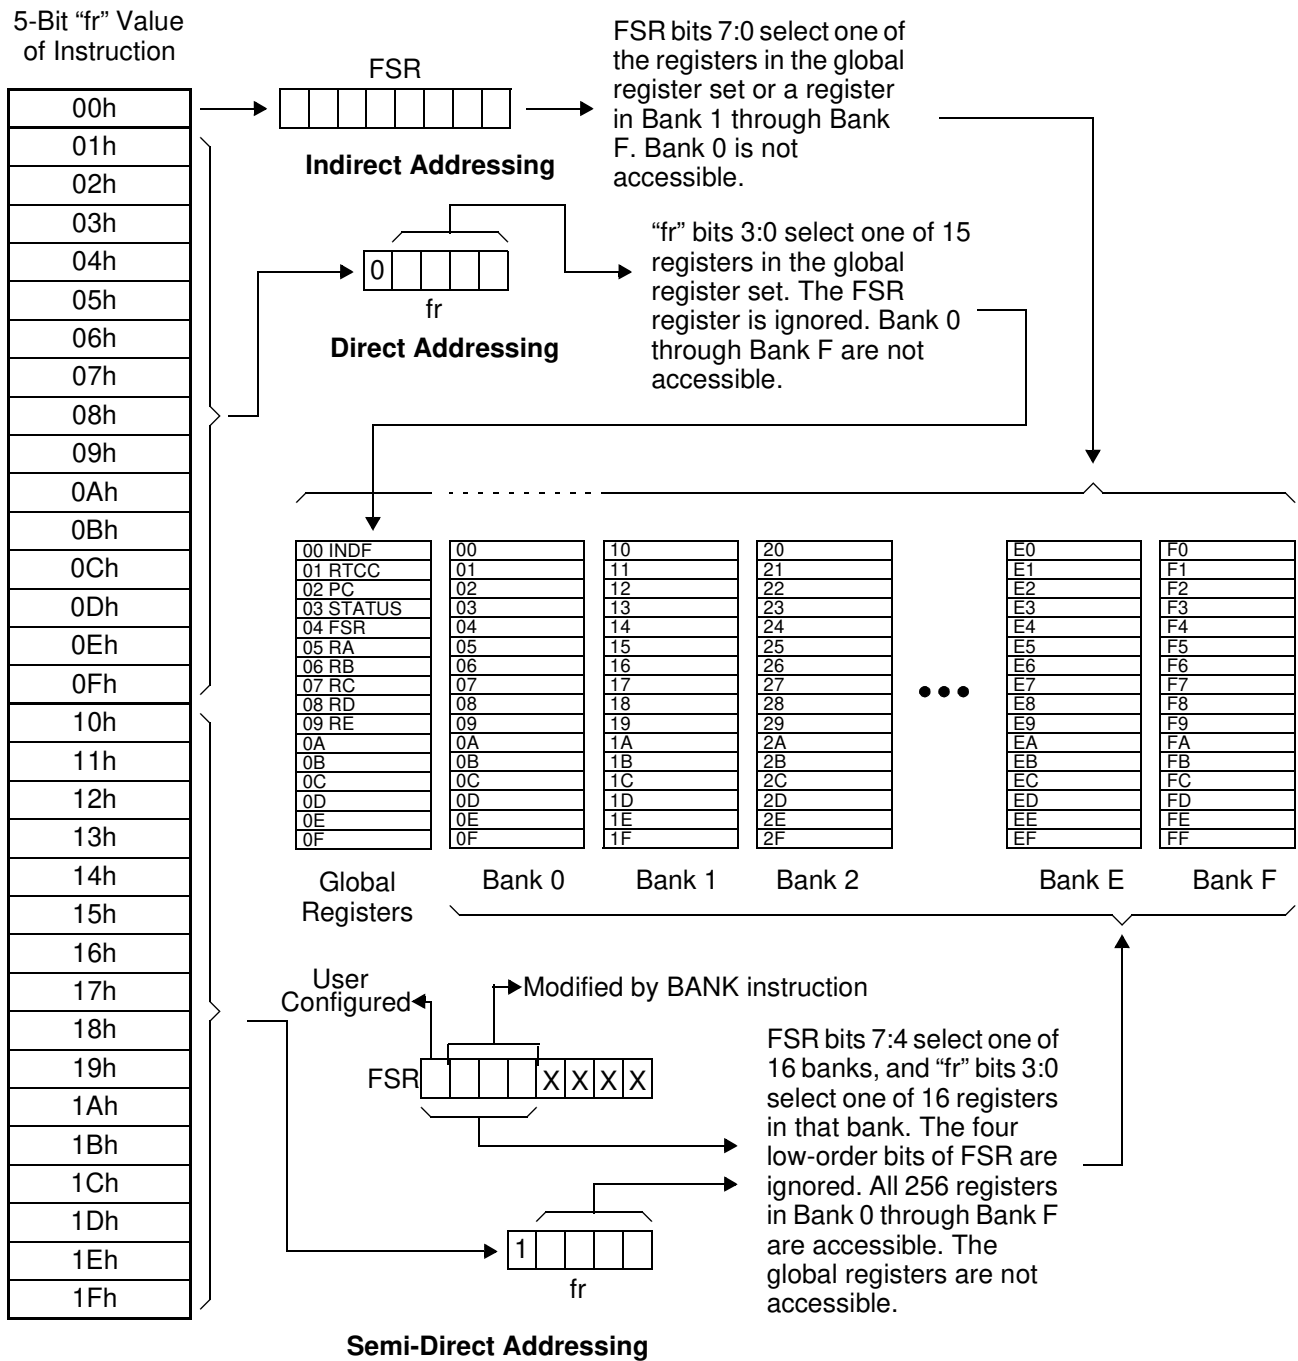 5-Bit “fr” Value
of Instruction
00h
01h
02h
03h
04h
05h
06h
07h
08h
09h
0Ah
0Bh
0Ch
0Dh
0Eh
0Fh
10h
11h
12h
13h
14h
15h
16h
17h
18h
19h
1Ah
1Bh
1Ch
1Dh
1Eh
1Fh
FSR
Indirect Addressing
FSR bits 7:0 select one of
the registers in the global
register set or a register
in Bank 1 through Bank
F. Bank 0 is not
accessible.
0
fr
Direct Addressing
“fr” bits 3:0 select one of 15
registers in the global
register set. The FSR
register is ignored. Bank 0
through Bank F are not
accessible.
00 INDF
01 RTCC
02 PC
03 STATUS
04 FSR
05 RA
06 RB
07 RC
08 RD
09 RE
0A
0B
0C
0D
0E
0F
Global
Registers
00
01
02
03
04
05
06
07
08
09
0A
0B
0C
0D
0E
0F
Bank 0
10
11
12
13
14
15
16
17
18
19
1A
1B
1C
1D
1E
1F
Bank 1
20
21
22
23
24
25
26
27
28
29
2A
2B
2C
2D
2E
2F
Bank 2
E0
E1
E2
E3
E4
E5
E6
E7
E8
E9
EA
EB
EC
ED
EE
EF
Bank E
F0
F1
F2
F3
F4
F5
F6
F7
F8
F9
FA
FB
FC
FD
FE
FF
Bank F
User
Configured
Modified by BANK instruction
FSR
X X X X
1
fr
Semi-Direct Addressing
FSR bits 7:4 select one of
16 banks, and “fr” bits 3:0
select one of 16 registers
in that bank. The four
low-order bits of FSR are
ignored. All 256 registers
in Bank 0 through Bank F
are accessible. The
global registers are not
accessible.